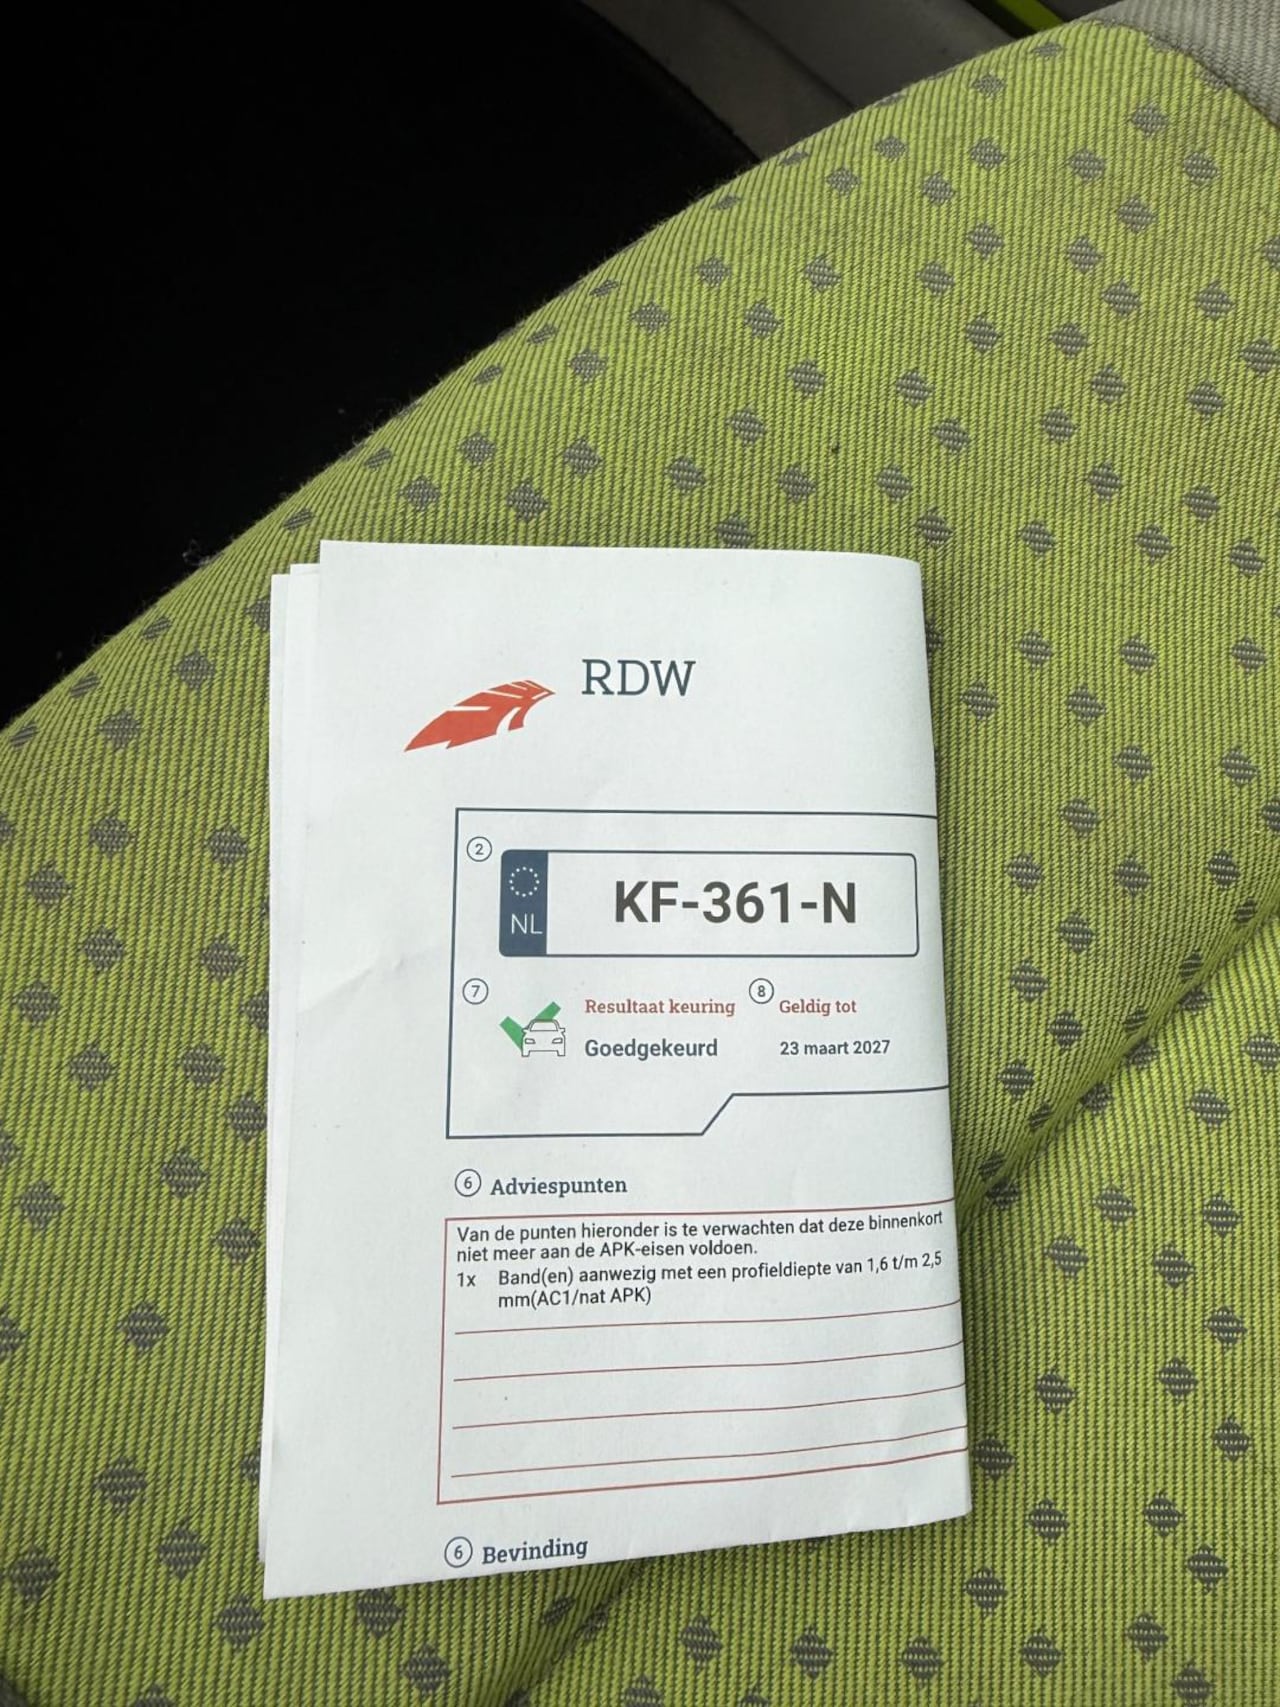 RDW
2
NL
KF-361-N
7
Resultaat keuring
8
Geldig tot
Goedgekeurd
23 maart 2027
6 Adviespunten
Van de punten hieronder is te verwachten dat deze binnenkort
niet meer aan de APK-eisen voldoen.
1x Band(en) aanwezig met een profieldiepte van 1,6 t/m 2,5
mm(AC1/nat APK)
6 Bevinding